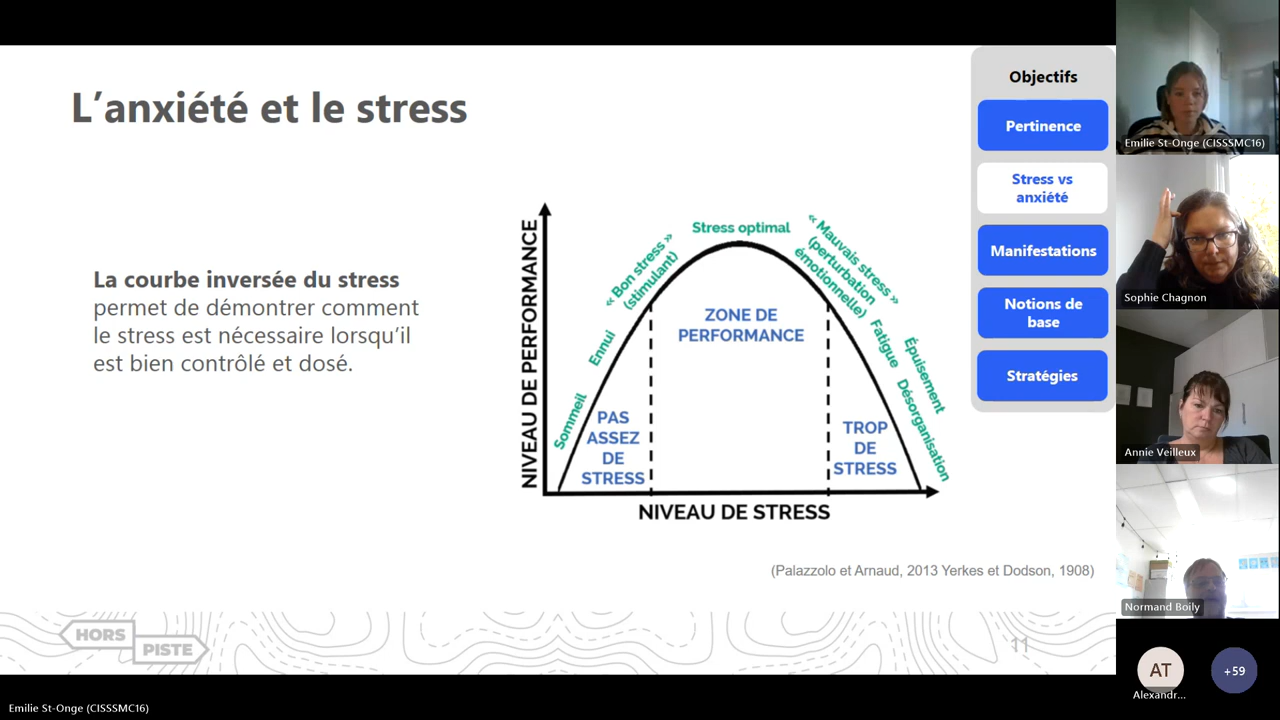 L'anxiété et le stress
La courbe inversée du stress
permet de démontrer comment
le stress est nécessaire lorsqu'il
est bien contrôlé et dosé.
NIVEAU DE PERFORMANCE
Sommeil
Ennui
« Bon stress »
(stimulant)
Stress optimal
« Mauvais stress »
(perturbation
émotionnelle)
Fatigue
Épuisement
Désorganisation
PAS
ASSEZ
DE
STRESS
ZONE DE
PERFORMANCE
TROP
DE
STRESS
NIVEAU DE STRESS
(Palazzolo et Arnaud, 2013 Yerkes et Dodson, 1908)
HORS
PISTE
11
Objectifs
Pertinence
Stress vs
anxiété
Manifestations
Notions de
base
Stratégies
Emilie St-Onge (CISSSMC16)
Sophie Chagnon
Annie Veilleux
Normand Boily
AT
Alexandr...
+59
Emilie St-Onge (CISSSMC16)